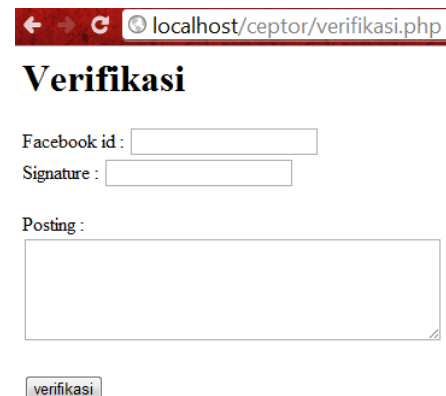 localhost/ceptor/verifikasi.php
Verifikasi
Facebook id :
Signature :
Posting :
verifikasi